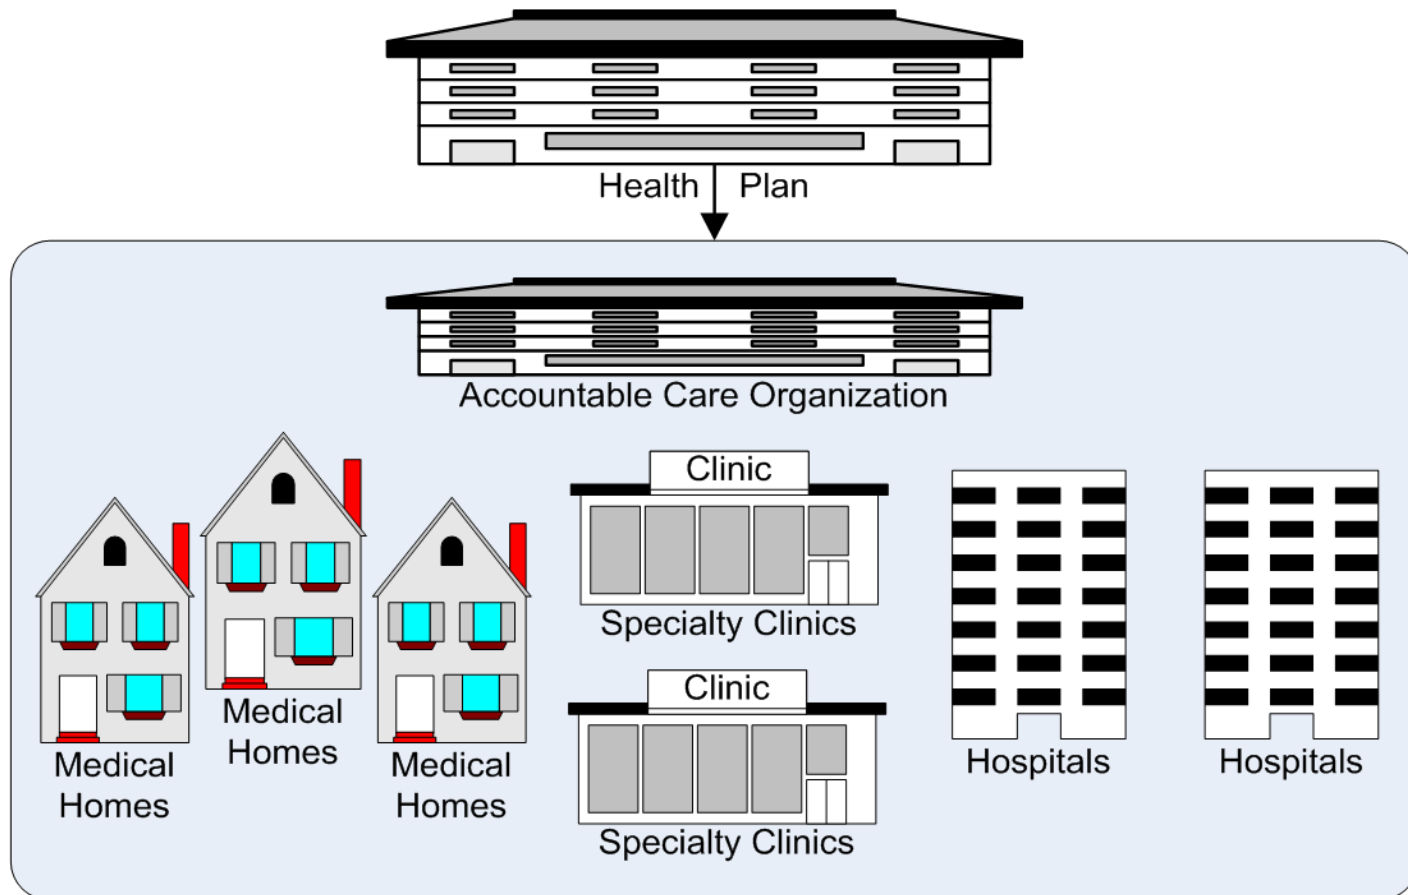 Health Plan
Accountable Care Organization
Clinic
Specialty Clinics
Medical
Homes
Medical
Homes
Medical
Homes
Clinic
Specialty Clinics
Hospitals
Hospitals